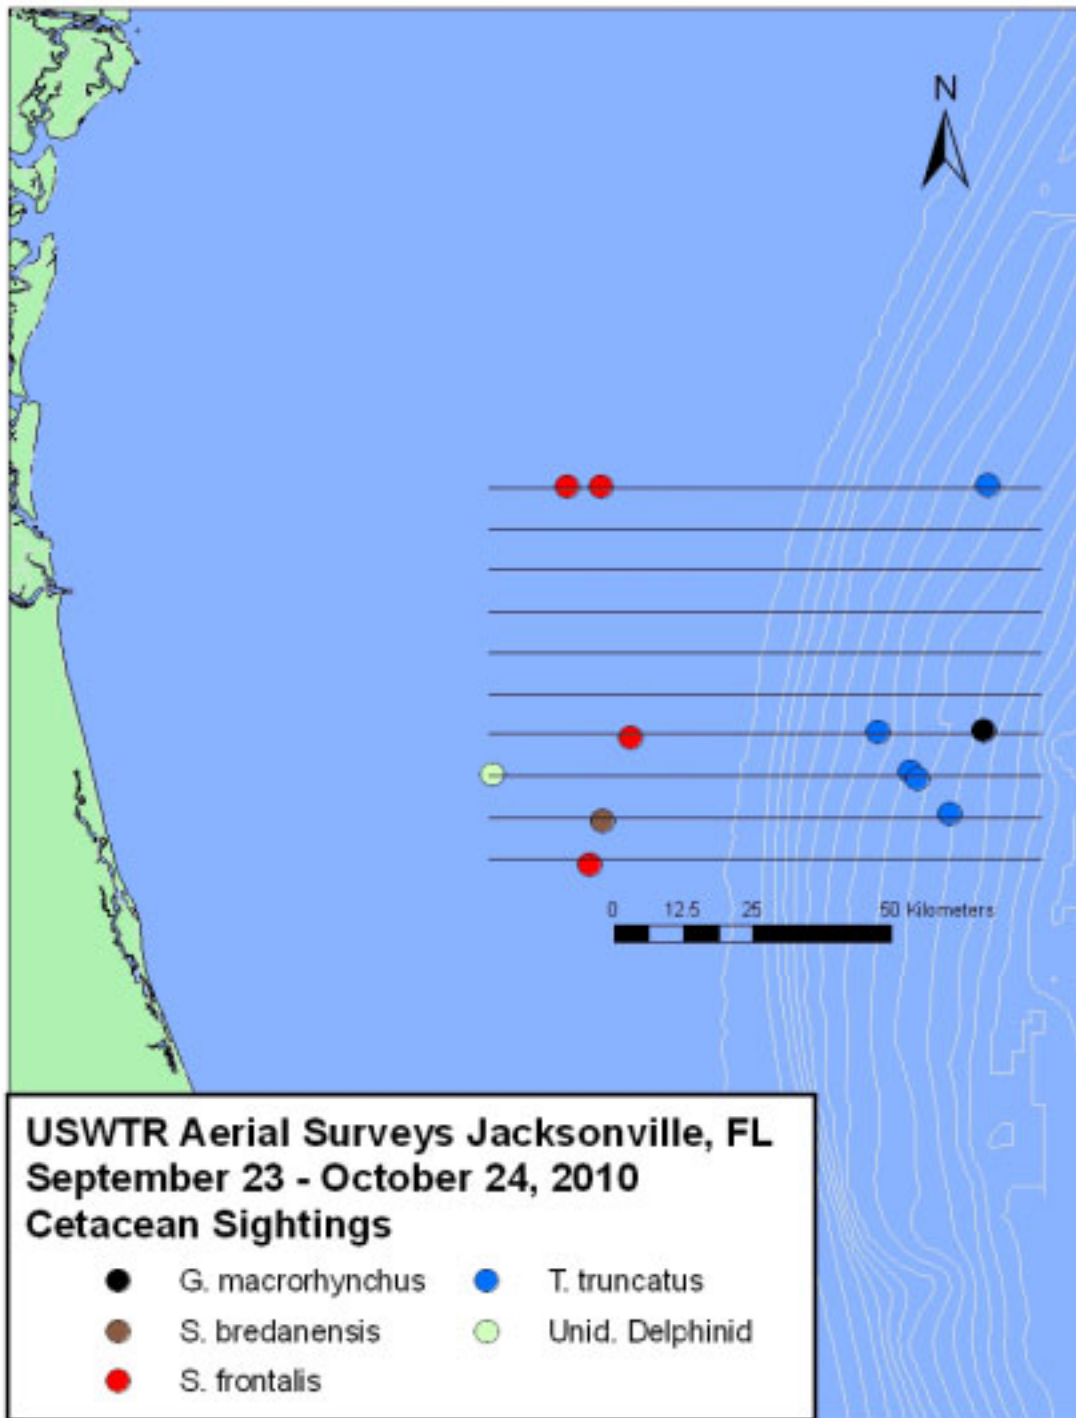 N
0 12.5 25 50 Kilometers
USWTR Aerial Surveys Jacksonville, FL
September 23 - October 24, 2010
Cetacean Sightings
G. macrorhynchus T. truncatus
S. bredanensis Unid. Delphinid
S. frontalis